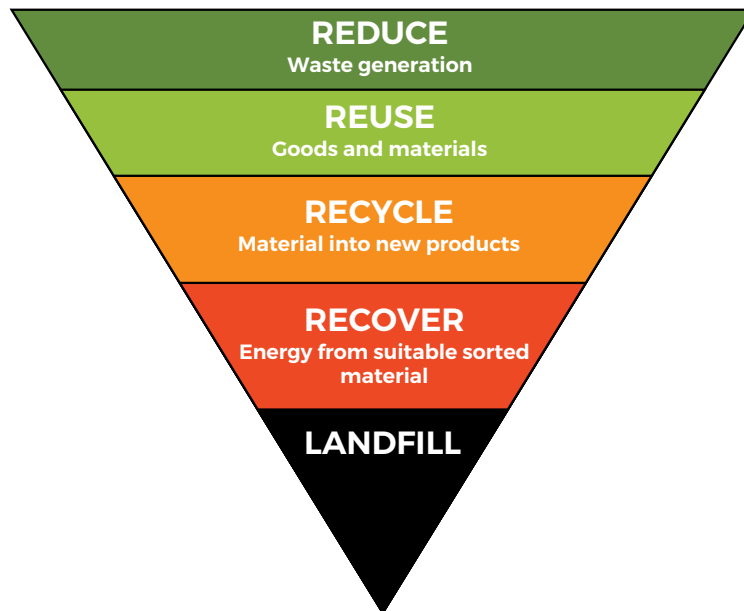 REDUCE
Waste generation
REUSE
Goods and materials
RECYCLE
Material into new products
RECOVER
Energy from suitable sorted
material
LANDFILL